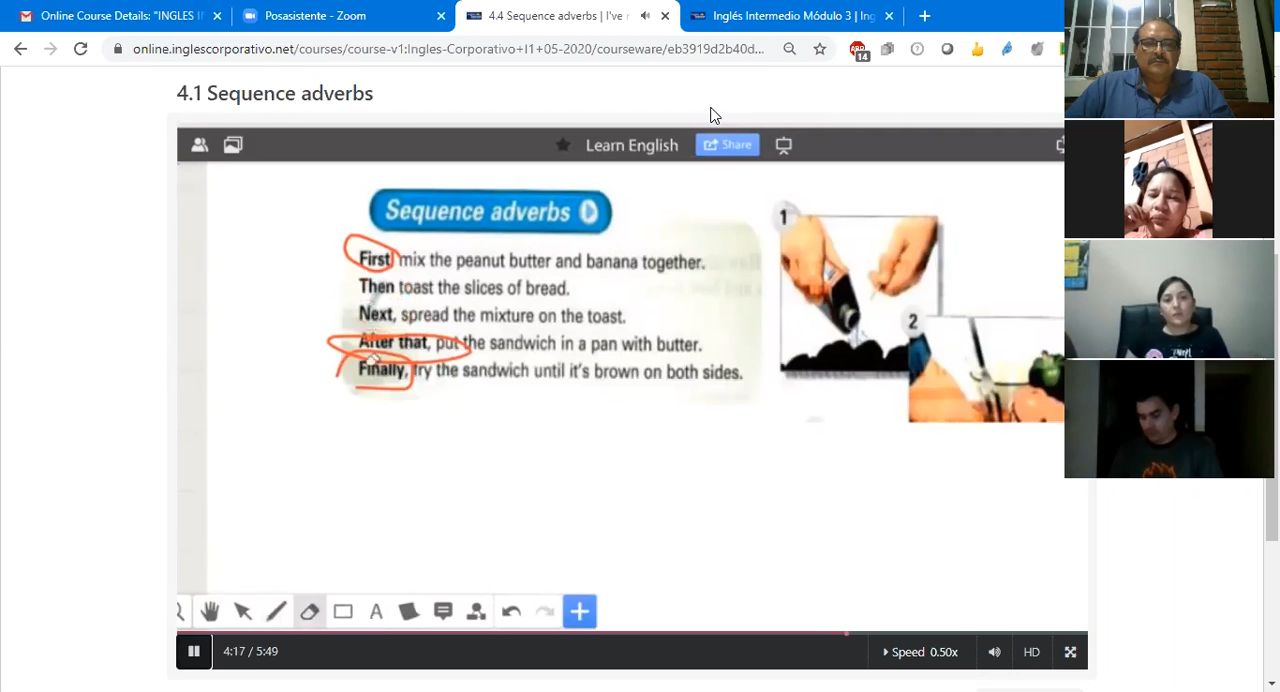 Online Course Details: "INGLES I
Posasistente - Zoom
4.4 Sequence adverbs | I've r
Inglés Intermedio Módulo 3 | Ing
online.inglescorporativo.net/courses/course-v1:Ingles-Corporativo+I1+05-2020/courseware/eb3919d2b40d...
14
4.1 Sequence adverbs
Learn English
Share
Sequence adverbs
First mix the peanut butter and banana together.
Then toast the slices of bread.
Next, spread the mixture on the toast.
After that, put the sandwich in a pan with butter.
Finally, try the sandwich until it's brown on both sides.
1
2
A
4:17 / 5:49
Speed 0.50x
HD